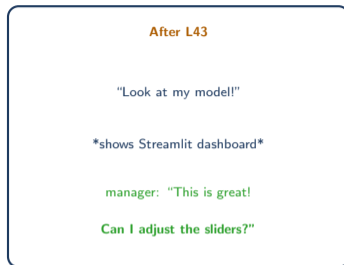 After L43
“Look at my model!”
*shows Streamlit dashboard*
manager: “This is great!
Can I adjust the sliders?”